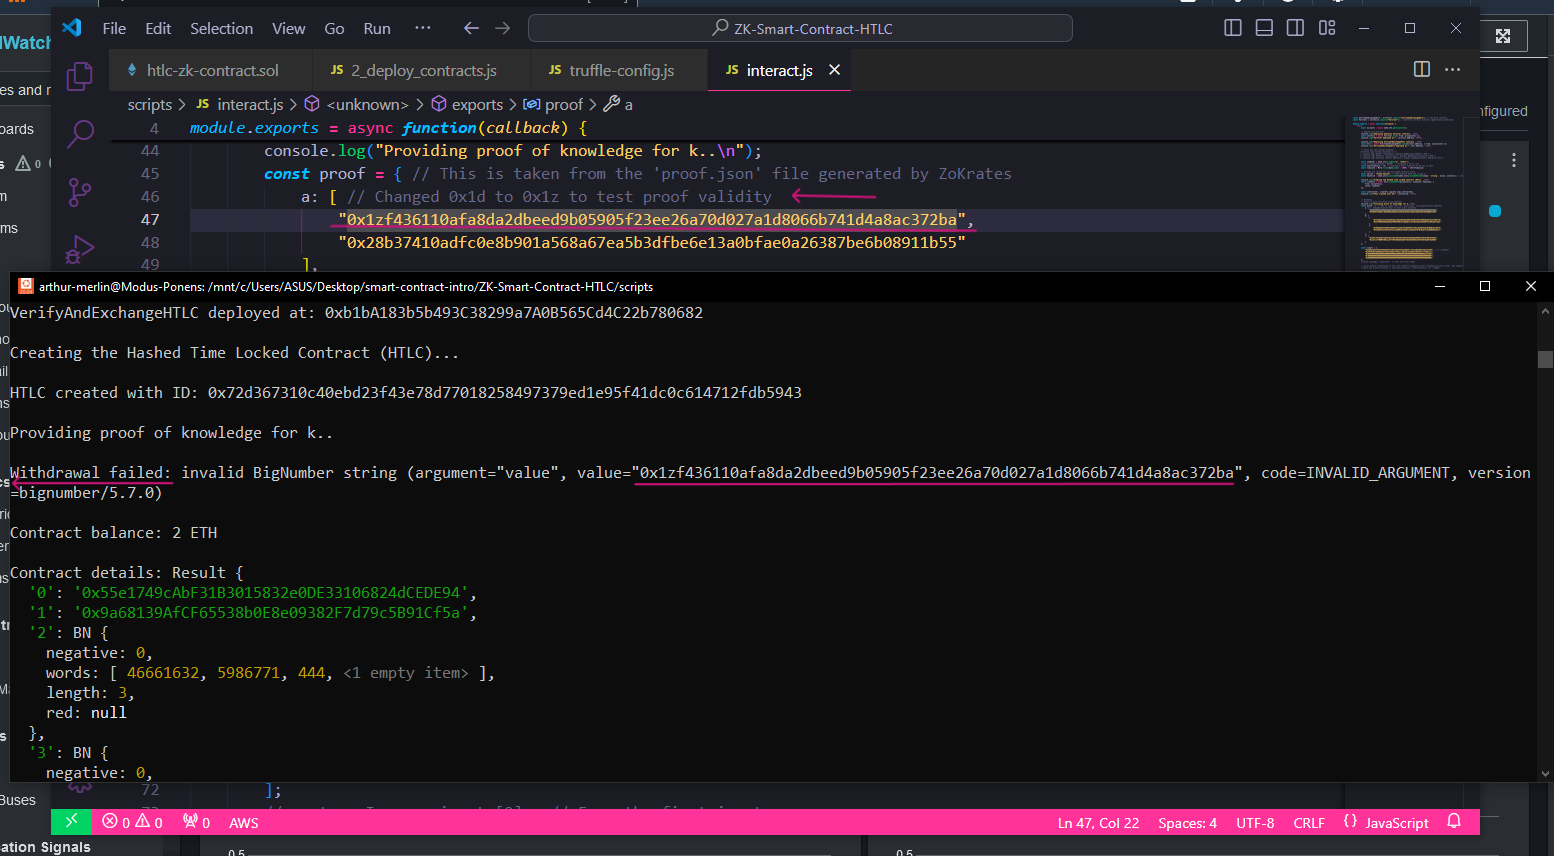 File Edit Selection View Go Run ··· ZK-Smart-Contract-HTLC
Watch
es and r
htlc-zk-contract.sol JS 2_deploy_contracts.js JS truffle-config.js JS interact.js
scripts > JS interact.js > <unknown> > exports > proof > a
nfigured
oards
4 module.exports = async function(callback) {
44 console.log("Providing proof of knowledge for k..\n");
45 const proof = { // This is taken from the 'proof.json' file generated by ZoKrates
46 a: [ // Changed 0x1d to 0x1z to test proof validity
47 "0x1zf436110afa8da2dbeed9b05905f23ee26a70d027a1d8066b741d4a8ac372ba",
48 "0x28b37410adfc0e8b901a568a67ea5b3dfbe6e13a0bfae0a26387be6b08911b55"
49 ],
arthur-merlin@Modus-Ponens: /mnt/c/Users/ASUS/Desktop/smart-contract-intro/ZK-Smart-Contract-HTLC/scripts
VerifyAndExchangeHTLC deployed at: 0xb1bA183b5b493C38299a7A0B565Cd4C22b780682
Creating the Hashed Time Locked Contract (HTLC)...
HTLC created with ID: 0x72d367310c40ebd23f43e78d77018258497379ed1e95f41dc0c614712fdb5943
Providing proof of knowledge for k..
Withdrawal failed: invalid BigNumber string (argument="value", value="0x1zf436110afa8da2dbeed9b05905f23ee26a70d027a1d8066b741d4a8ac372ba", code=INVALID_ARGUMENT, version
=bignumber/5.7.0)
Contract balance: 2 ETH
Contract details: Result {
'0': '0x55e1749cAbF31B3015832e0DE33106824dCEDE94',
'1': '0x9a68139AfCF65538b0E8e09382F7d79c5B91Cf5a',
'2': BN {
negative: 0,
words: [ 46661632, 5986771, 444, <1 empty item> ],
length: 3,
red: null
},
'3': BN {
negative: 0,
72 ];
Buses
0 0 0 AWS Ln 47, Col 22 Spaces: 4 UTF-8 CRLF {} JavaScript
ation Signals
0.5 0.5